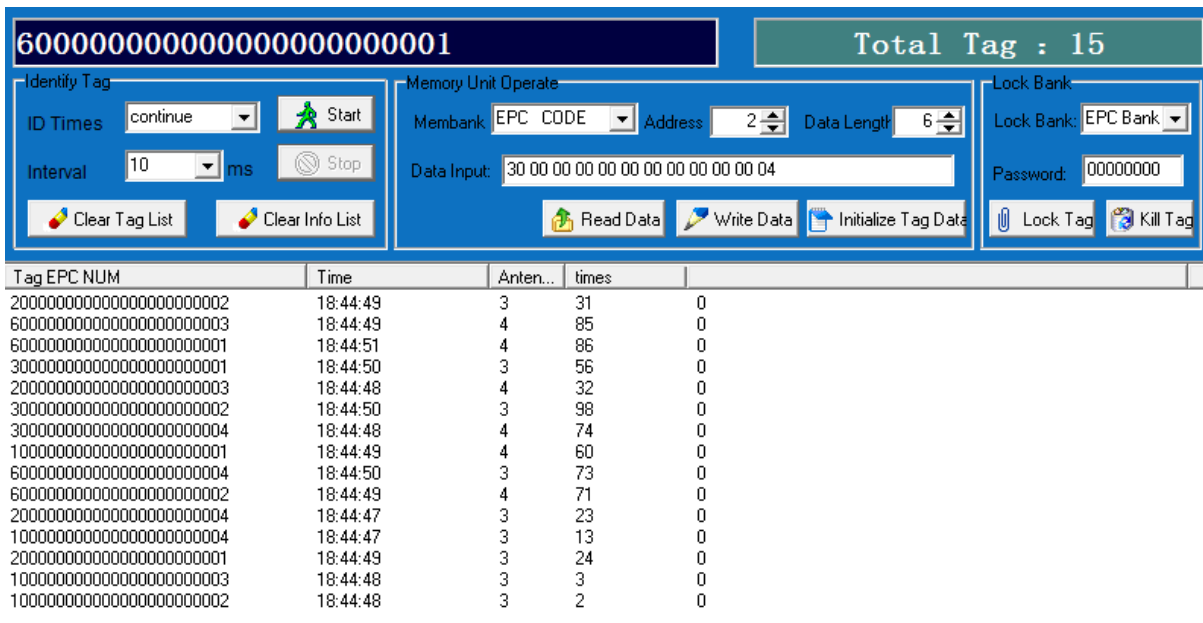 600000000000000000000001 Total Tag : 15
Identify Tag Memory Unit Operate Lock Bank
ID Times continue Start Membank EPC CODE Address 2 Data Length 6 Lock Bank: EPC Bank
Interval 10 ms Stop Data Input: 30 00 00 00 00 00 00 00 00 00 00 04 Password: 00000000
Clear Tag List Clear Info List Read Data Write Data Initialize Tag Data Lock Tag Kill Tag
Tag EPC NUM Time Anten... times
200000000000000000000002 18:44:49 3 31 0
600000000000000000000003 18:44:49 4 85 0
600000000000000000000001 18:44:51 4 86 0
300000000000000000000001 18:44:50 3 56 0
200000000000000000000003 18:44:48 4 32 0
300000000000000000000002 18:44:50 3 98 0
300000000000000000000004 18:44:48 4 74 0
100000000000000000000001 18:44:49 4 60 0
600000000000000000000004 18:44:50 3 73 0
600000000000000000000002 18:44:49 4 71 0
200000000000000000000004 18:44:47 3 23 0
100000000000000000000004 18:44:47 3 13 0
200000000000000000000001 18:44:49 3 24 0
100000000000000000000003 18:44:48 3 3 0
100000000000000000000002 18:44:48 3 2 0